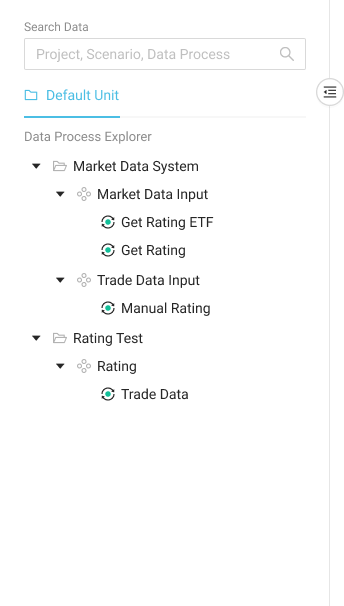 Search Data
Project, Scenario, Data Process
Default Unit
Data Process Explorer
Market Data System
Market Data Input
Get Rating ETF
Get Rating
Trade Data Input
Manual Rating
Rating Test
Rating
Trade Data